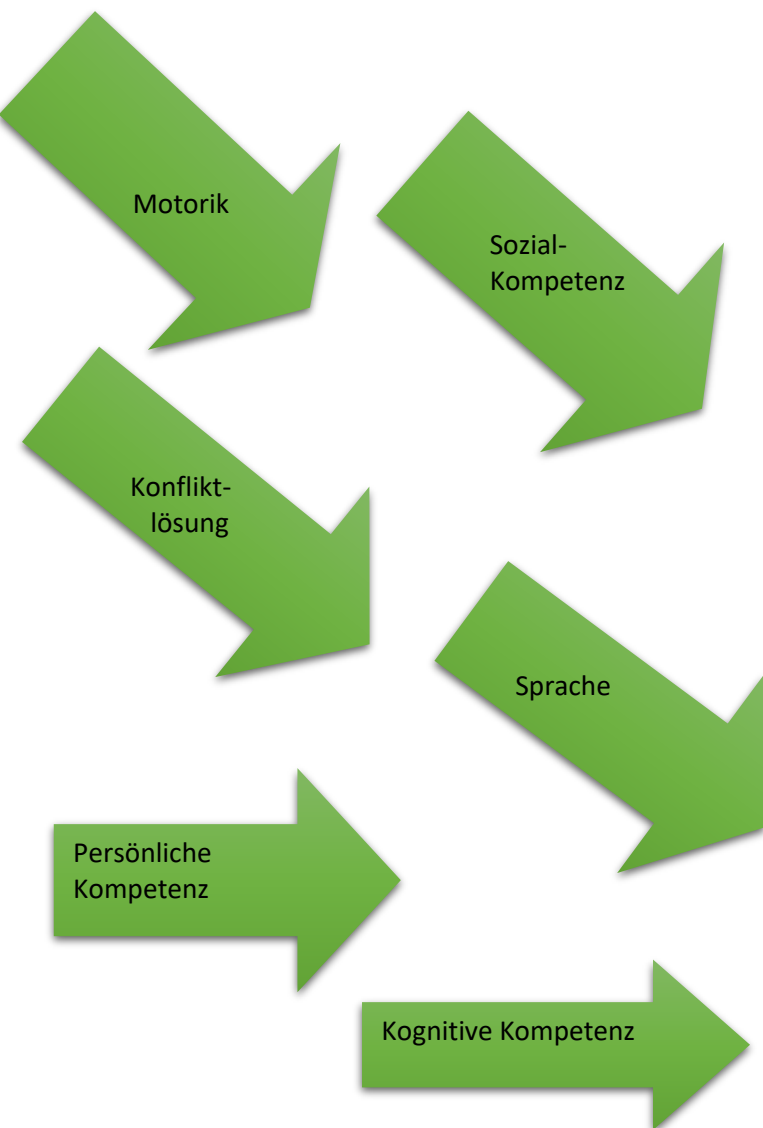 Motorik
Sozial-
Kompetenz
Konflikt-
lösung
Sprache
Persönliche
Kompetenz
Kognitive Kompetenz